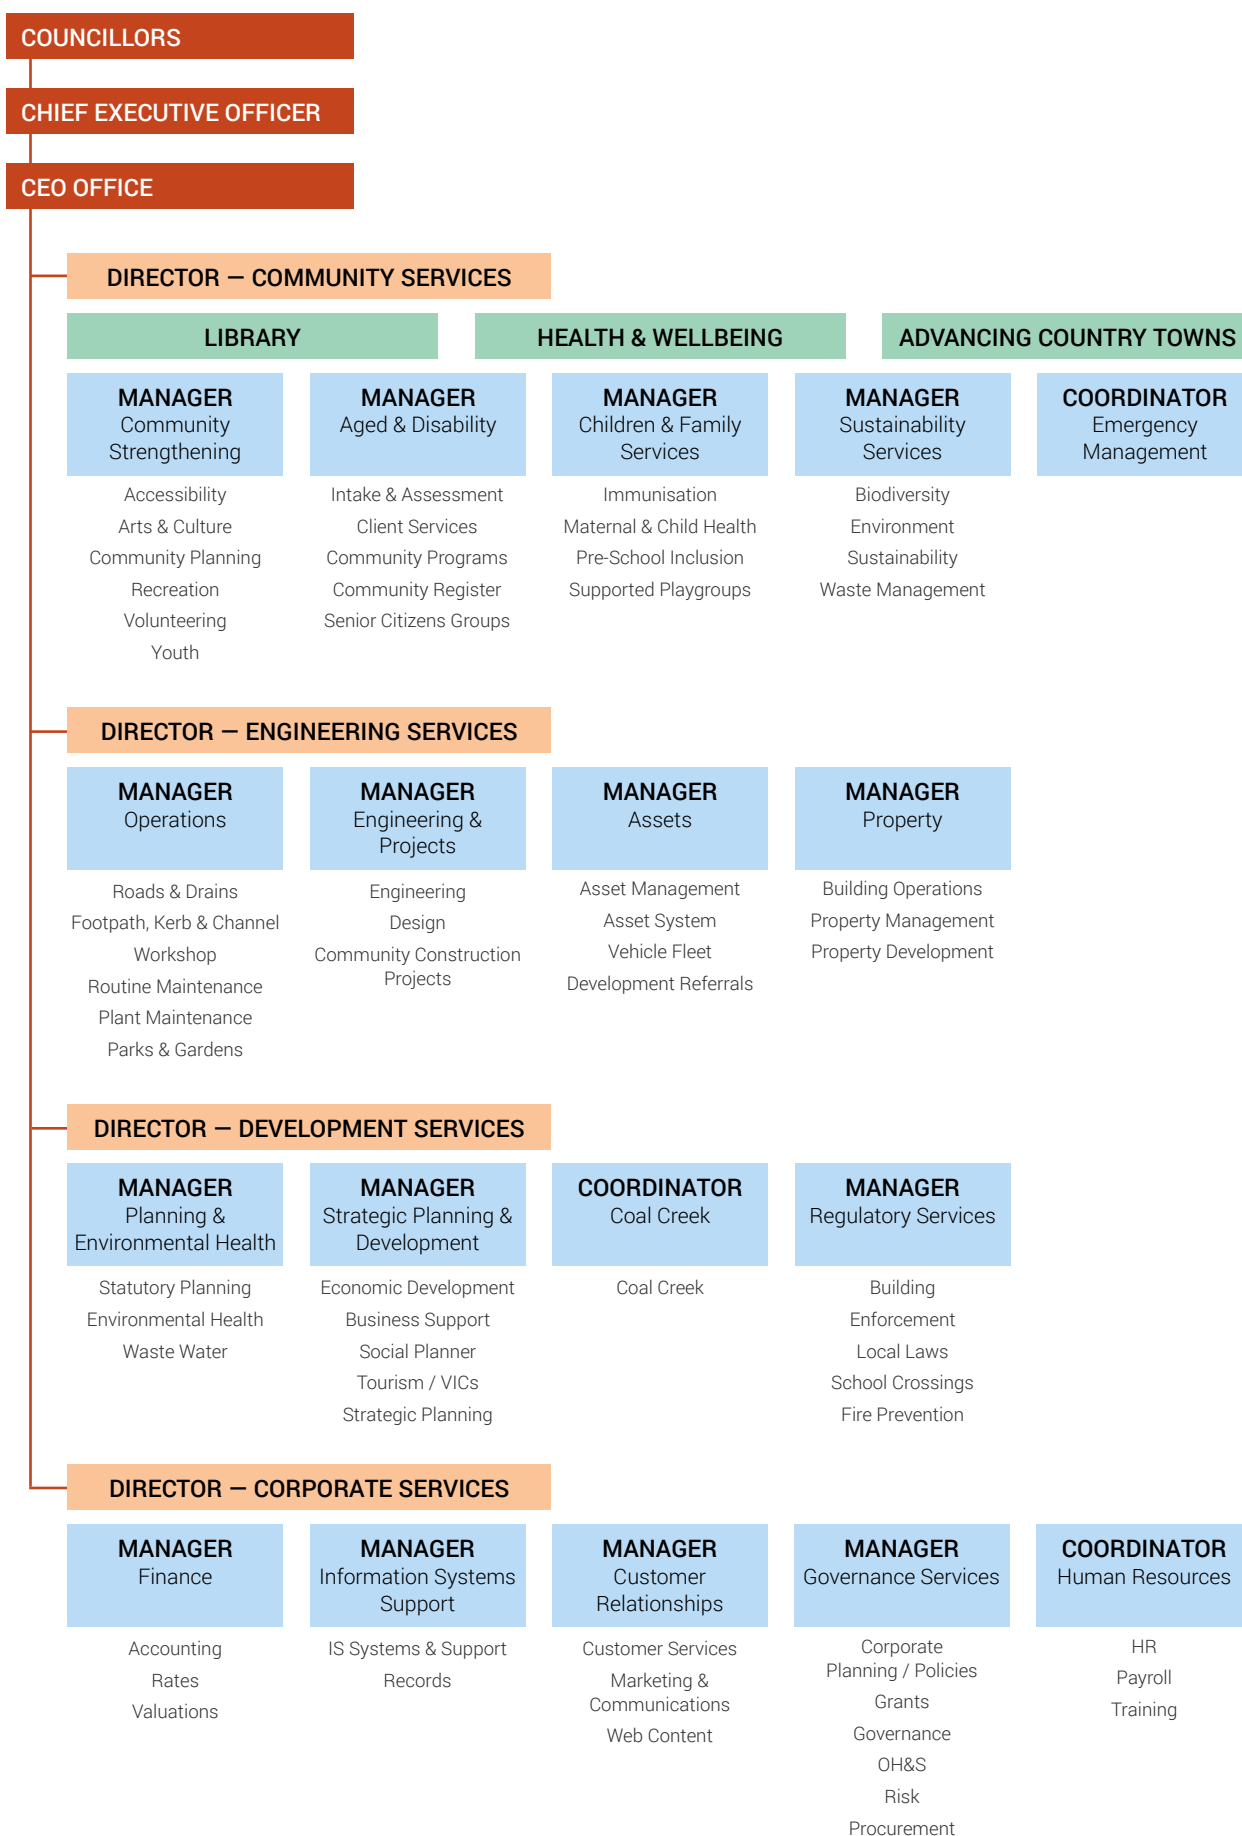 COUNCILLORS
CHIEF EXECUTIVE OFFICER
CEO OFFICE
DIRECTOR — COMMUNITY SERVICES
LIBRARY
HEALTH & WELLBEING
ADVANCING COUNTRY TOWNS
MANAGER
Community
Strengthening
Accessibility
Arts & Culture
Community Planning
Recreation
Volunteering
Youth
MANAGER
Aged & Disability
Intake & Assessment
Client Services
Community Programs
Community Register
Senior Citizens Groups
MANAGER
Children & Family
Services
Immunisation
Maternal & Child Health
Pre-School Inclusion
Supported Playgroups
MANAGER
Sustainability
Services
Biodiversity
Environment
Sustainability
Waste Management
COORDINATOR
Emergency
Management
DIRECTOR — ENGINEERING SERVICES
MANAGER
Operations
Roads & Drains
Footpath, Kerb & Channel
Workshop
Routine Maintenance
Plant Maintenance
Parks & Gardens
MANAGER
Engineering &
Projects
Engineering
Design
Community Construction
Projects
MANAGER
Assets
Asset Management
Asset System
Vehicle Fleet
Development Referrals
MANAGER
Property
Building Operations
Property Management
Property Development
DIRECTOR — DEVELOPMENT SERVICES
MANAGER
Planning &
Environmental Health
Statutory Planning
Environmental Health
Waste Water
MANAGER
Strategic Planning &
Development
Economic Development
Business Support
Social Planner
Tourism / VICs
Strategic Planning
COORDINATOR
Coal Creek
Coal Creek
MANAGER
Regulatory Services
Building
Enforcement
Local Laws
School Crossings
Fire Prevention
DIRECTOR — CORPORATE SERVICES
MANAGER
Finance
Accounting
Rates
Valuations
MANAGER
Information Systems
Support
IS Systems & Support
Records
MANAGER
Customer
Relationships
Customer Services
Marketing &
Communications
Web Content
MANAGER
Governance Services
Corporate
Planning / Policies
Grants
Governance
OH&S
Risk
Procurement
COORDINATOR
Human Resources
HR
Payroll
Training